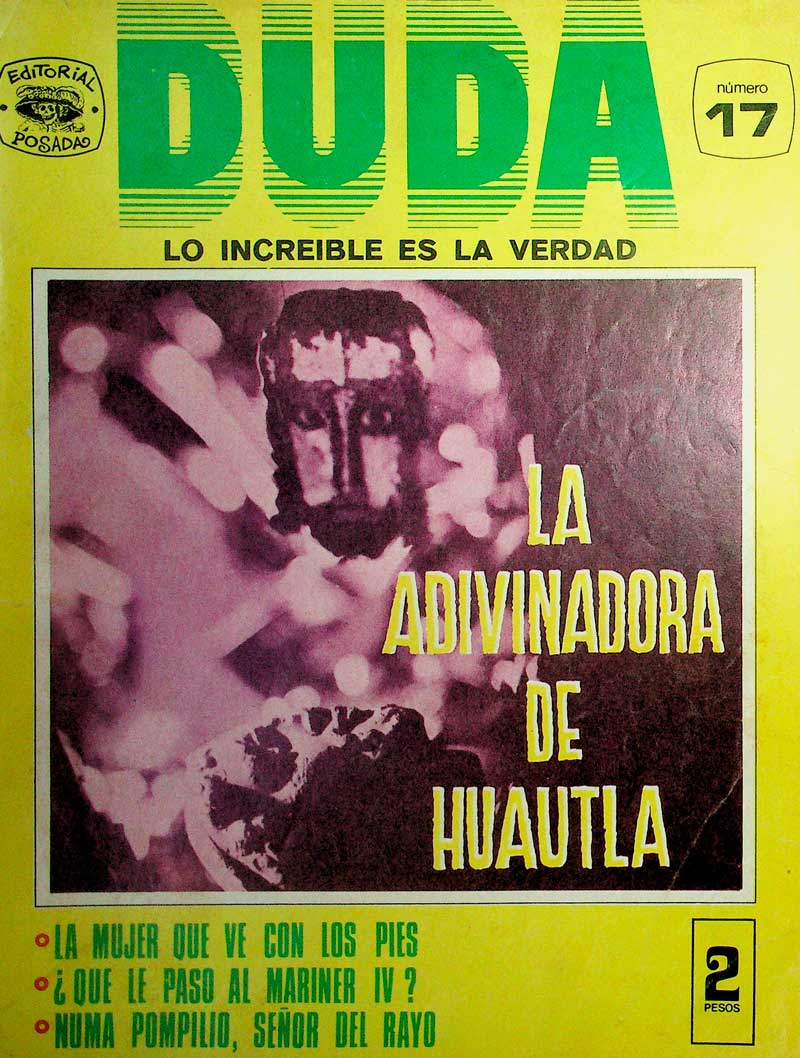 EDITORIAL
POSADA
DUDA
número
17
LO INCREIBLE ES LA VERDAD
LA
ADIVINADORA
DE
HUAUTLA
LA MUJER QUE VE CON LOS PIES
¿QUE LE PASO AL MARINER IV?
NUMA POMPILIO, SEÑOR DEL RAYO
2
PESOS